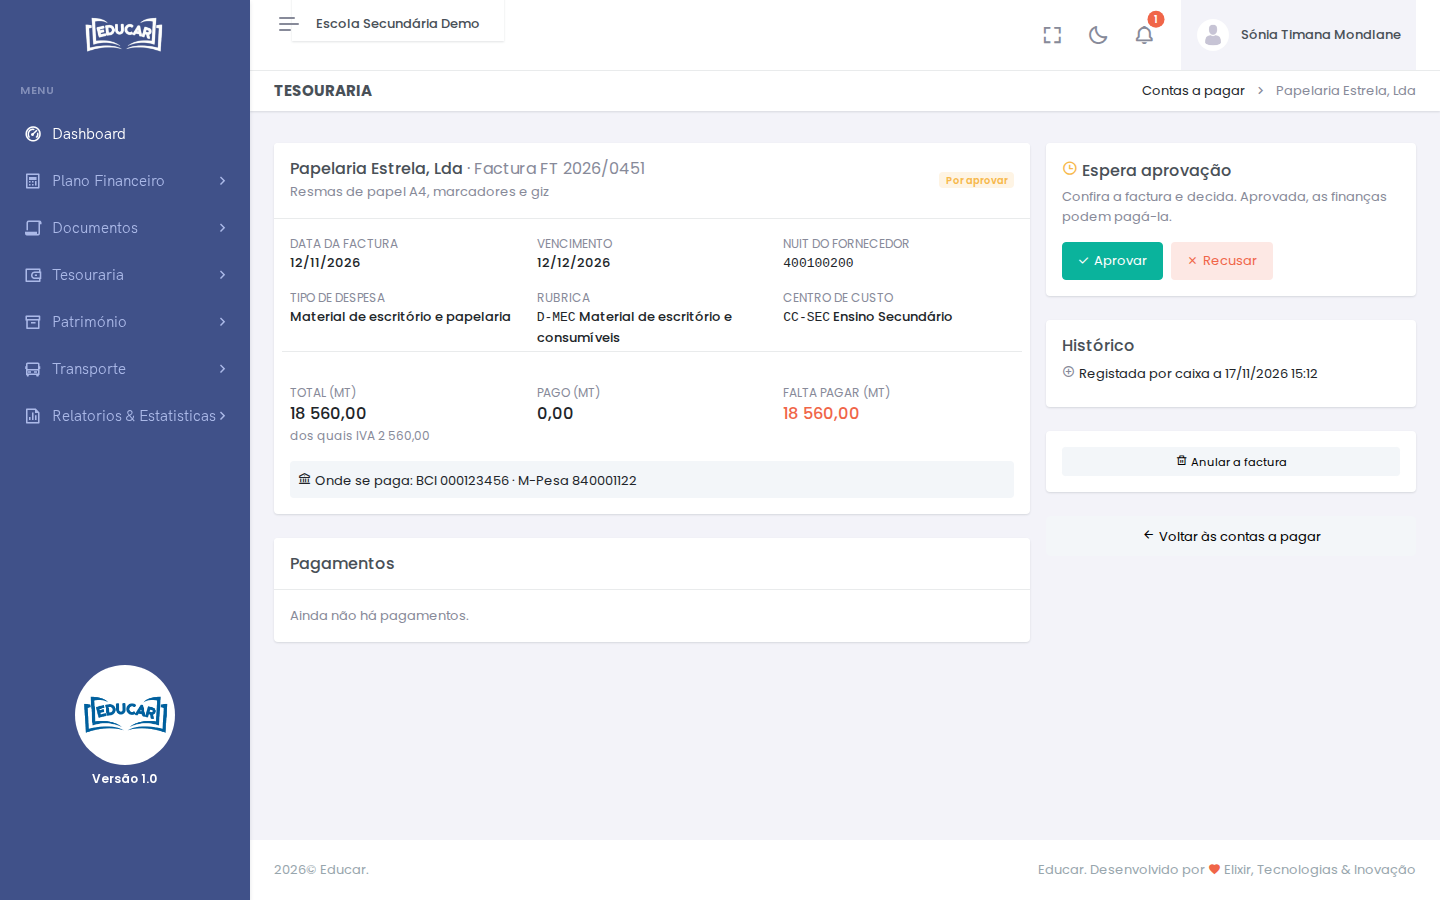 EDUCAR
Escola Secundária Demo
1
Sónia Timana Mondlane
MENU
Dashboard
Plano Financeiro
Documentos
Tesouraria
Património
Transporte
Relatorios & Estatisticas
EDUCAR
Versão 1.0
TESOURARIA
Contas a pagar > Papelaria Estrela, Lda
Papelaria Estrela, Lda · Factura FT 2026/0451
Resmas de papel A4, marcadores e giz
Por aprovar
DATA DA FACTURA
12/11/2026
VENCIMENTO
12/12/2026
NUIT DO FORNECEDOR
400100200
TIPO DE DESPESA
Material de escritório e papelaria
RUBRICA
D-MEC Material de escritório e
consumíveis
CENTRO DE CUSTO
CC-SEC Ensino Secundário
TOTAL (MT)
18 560,00
dos quais IVA 2 560,00
PAGO (MT)
0,00
FALTA PAGAR (MT)
18 560,00
Onde se paga: BCI 000123456 · M-Pesa 840001122
Pagamentos
Ainda não há pagamentos.
Espera aprovação
Confira a factura e decida. Aprovada, as finanças
podem pagá-la.
Aprovar
Recusar
Histórico
Registada por caixa a 17/11/2026 15:12
Anular a factura
Voltar às contas a pagar
2026© Educar.
Educar. Desenvolvido por Elixir, Tecnologias & Inovação